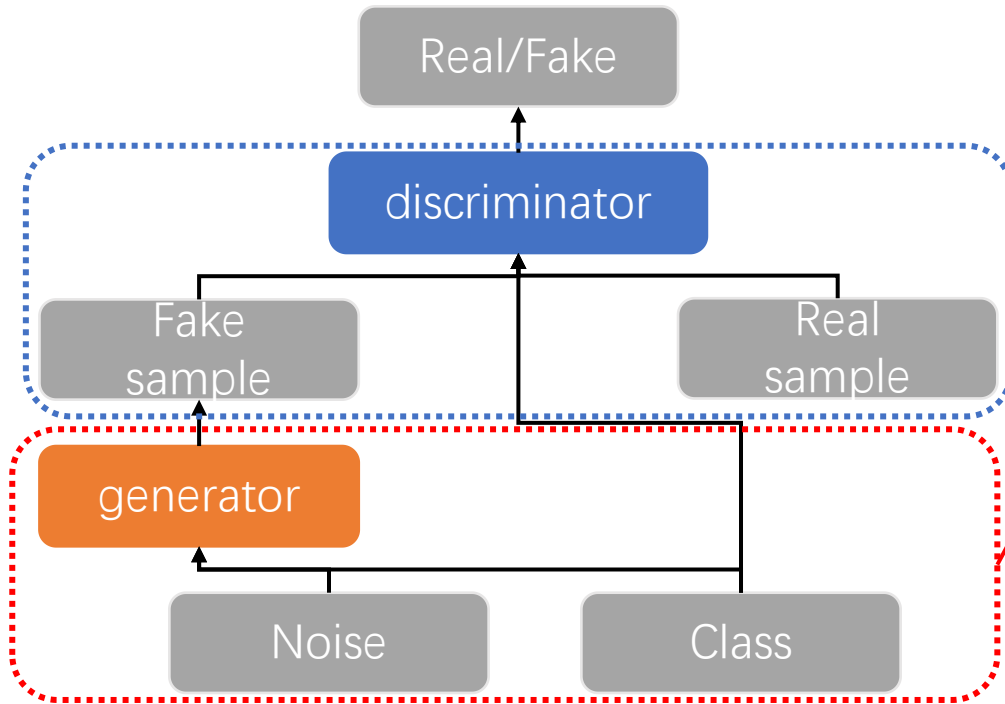 Real/Fake
discriminator
Fake
sample
Real
sample
generator
Noise
Class